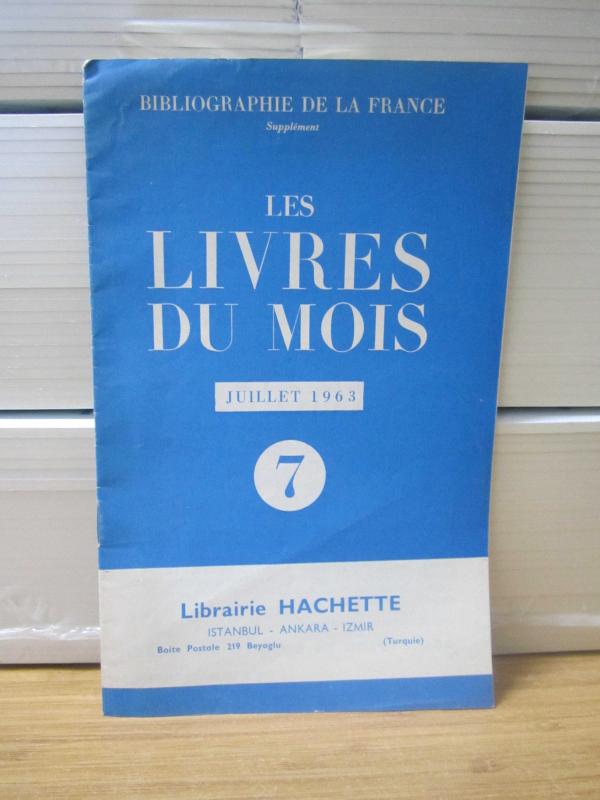 BIBLIOGRAPHIE DE LA FRANCE
Supplément
LES
LIVRES
DU MOIS
JUILLET 1963
7
Librairie HACHETTE
ISTANBUL - ANKARA - IZMIR
Boite Postale 219 Beyoglu (Turquie)